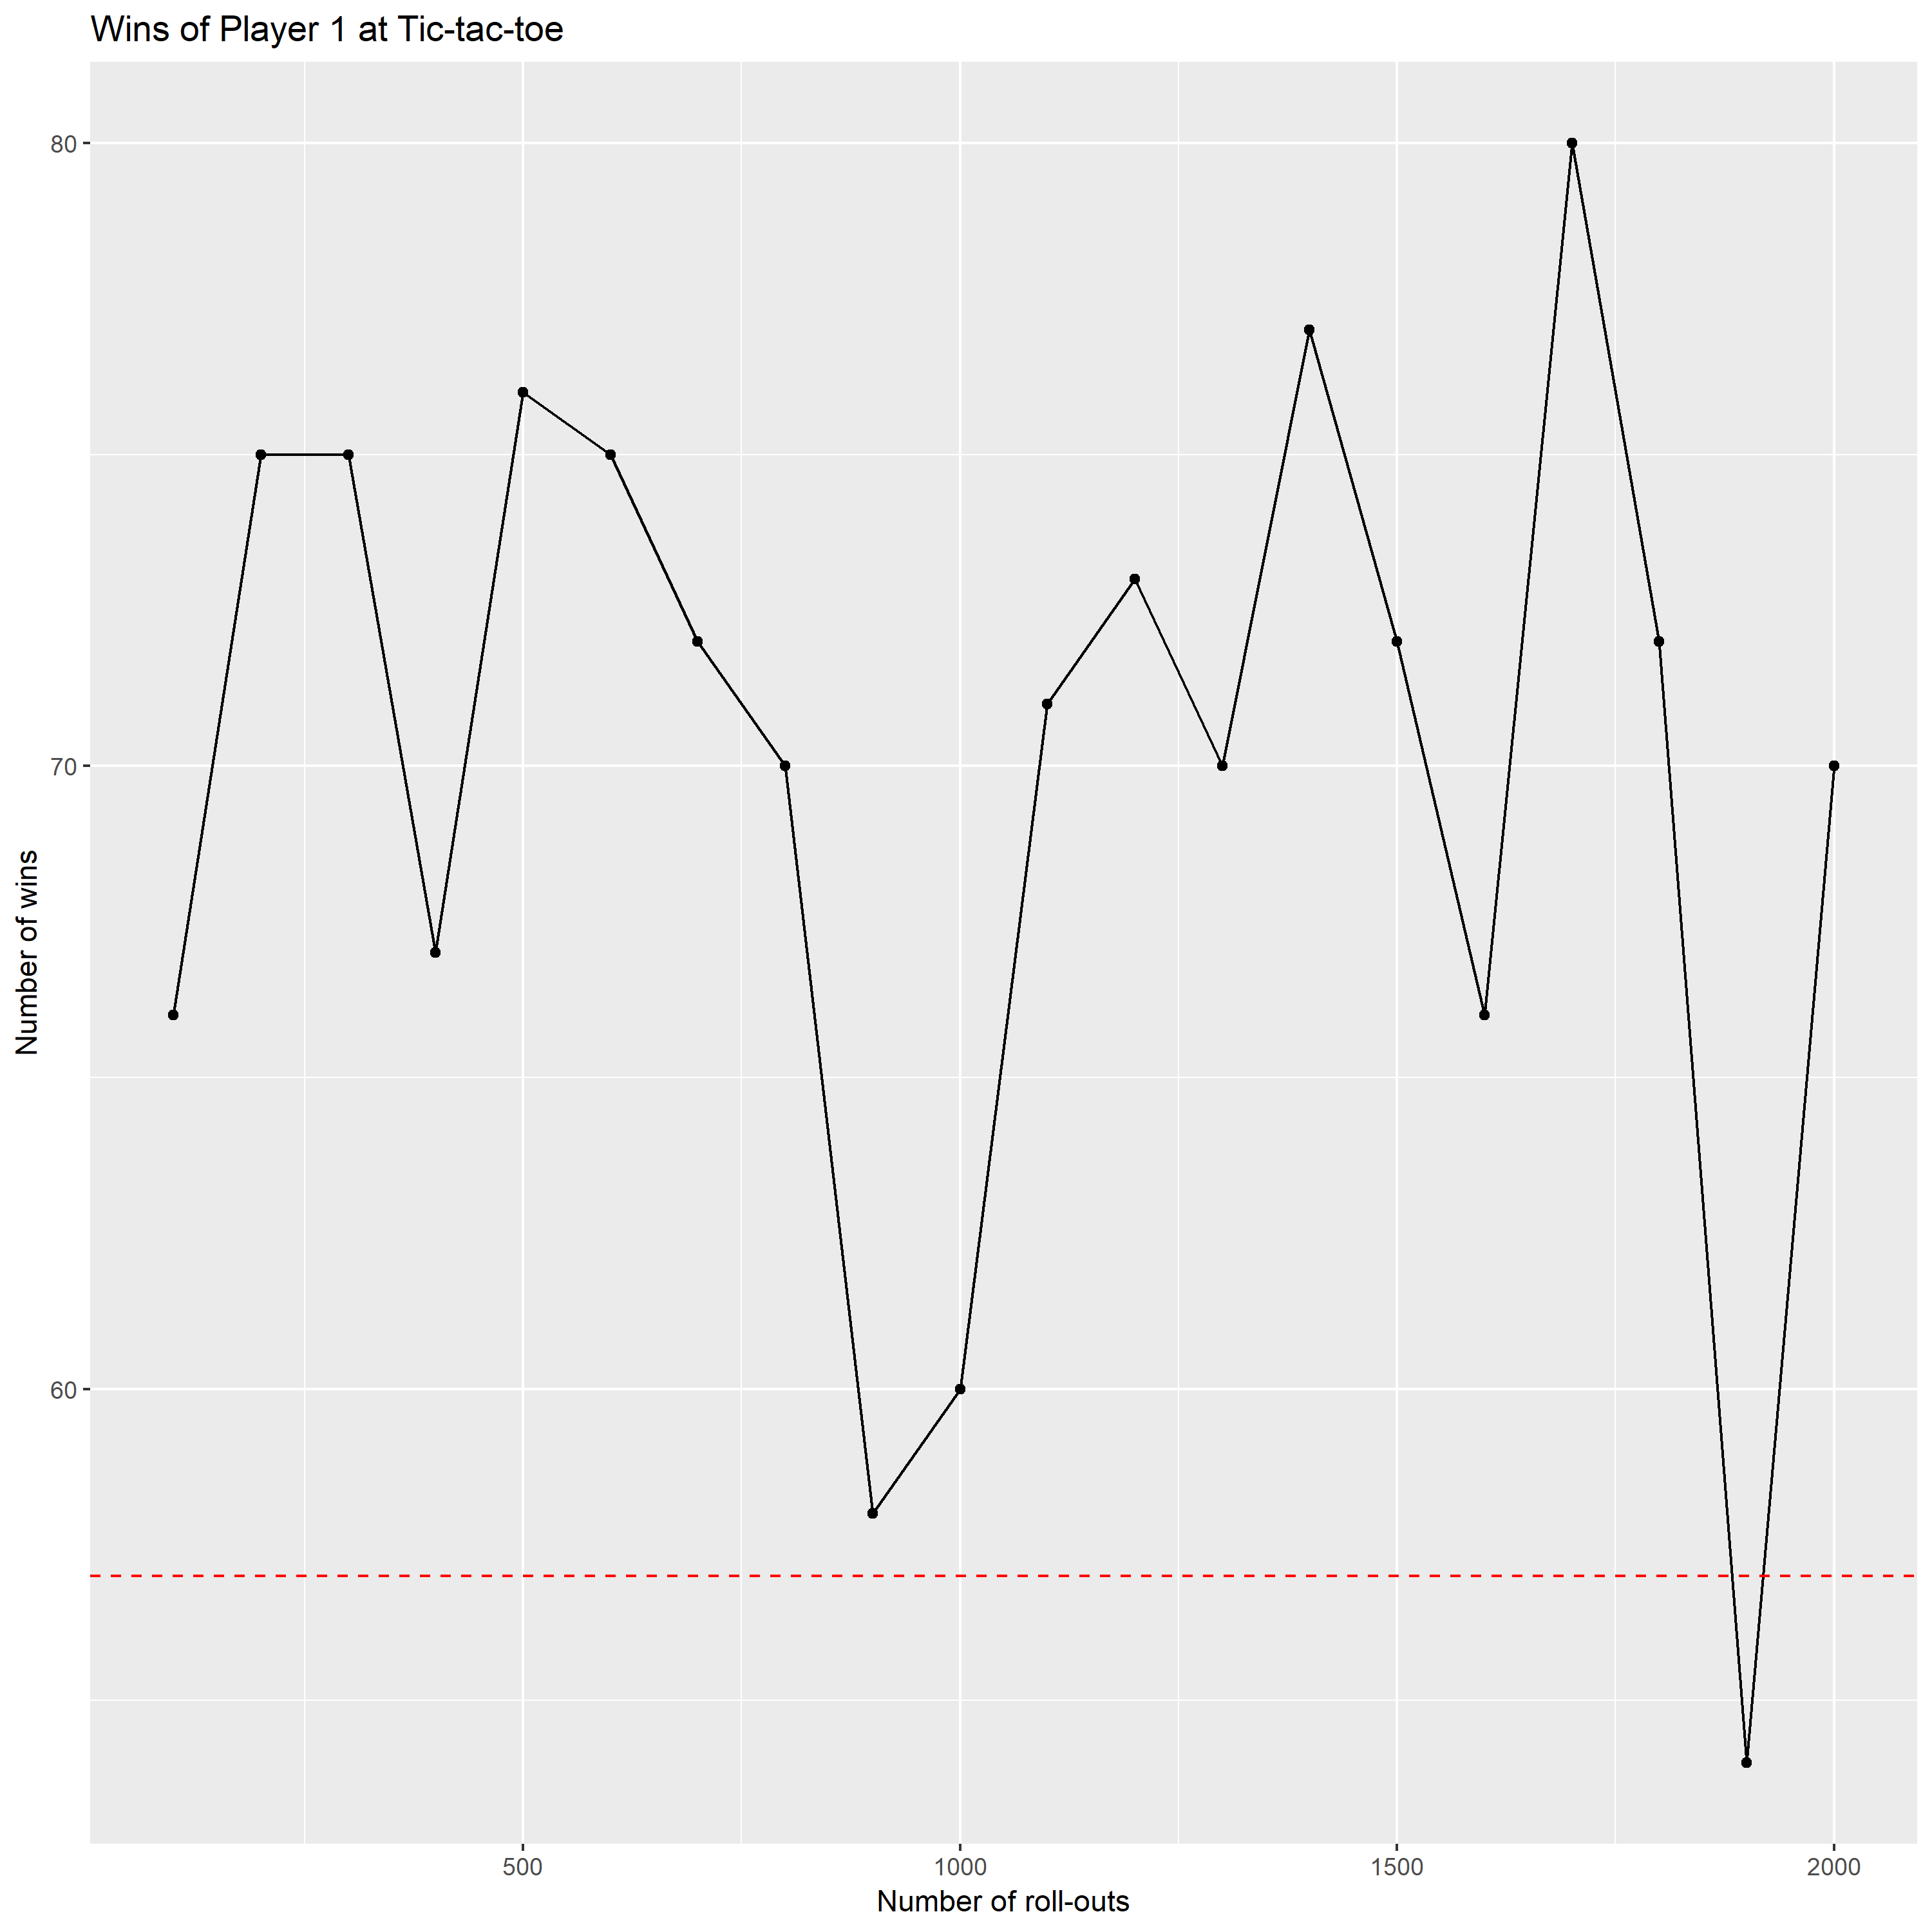 Wins of Player 1 at Tic-tac-toe
80
70
60
Number of wins
500 1000 1500 2000
Number of roll-outs